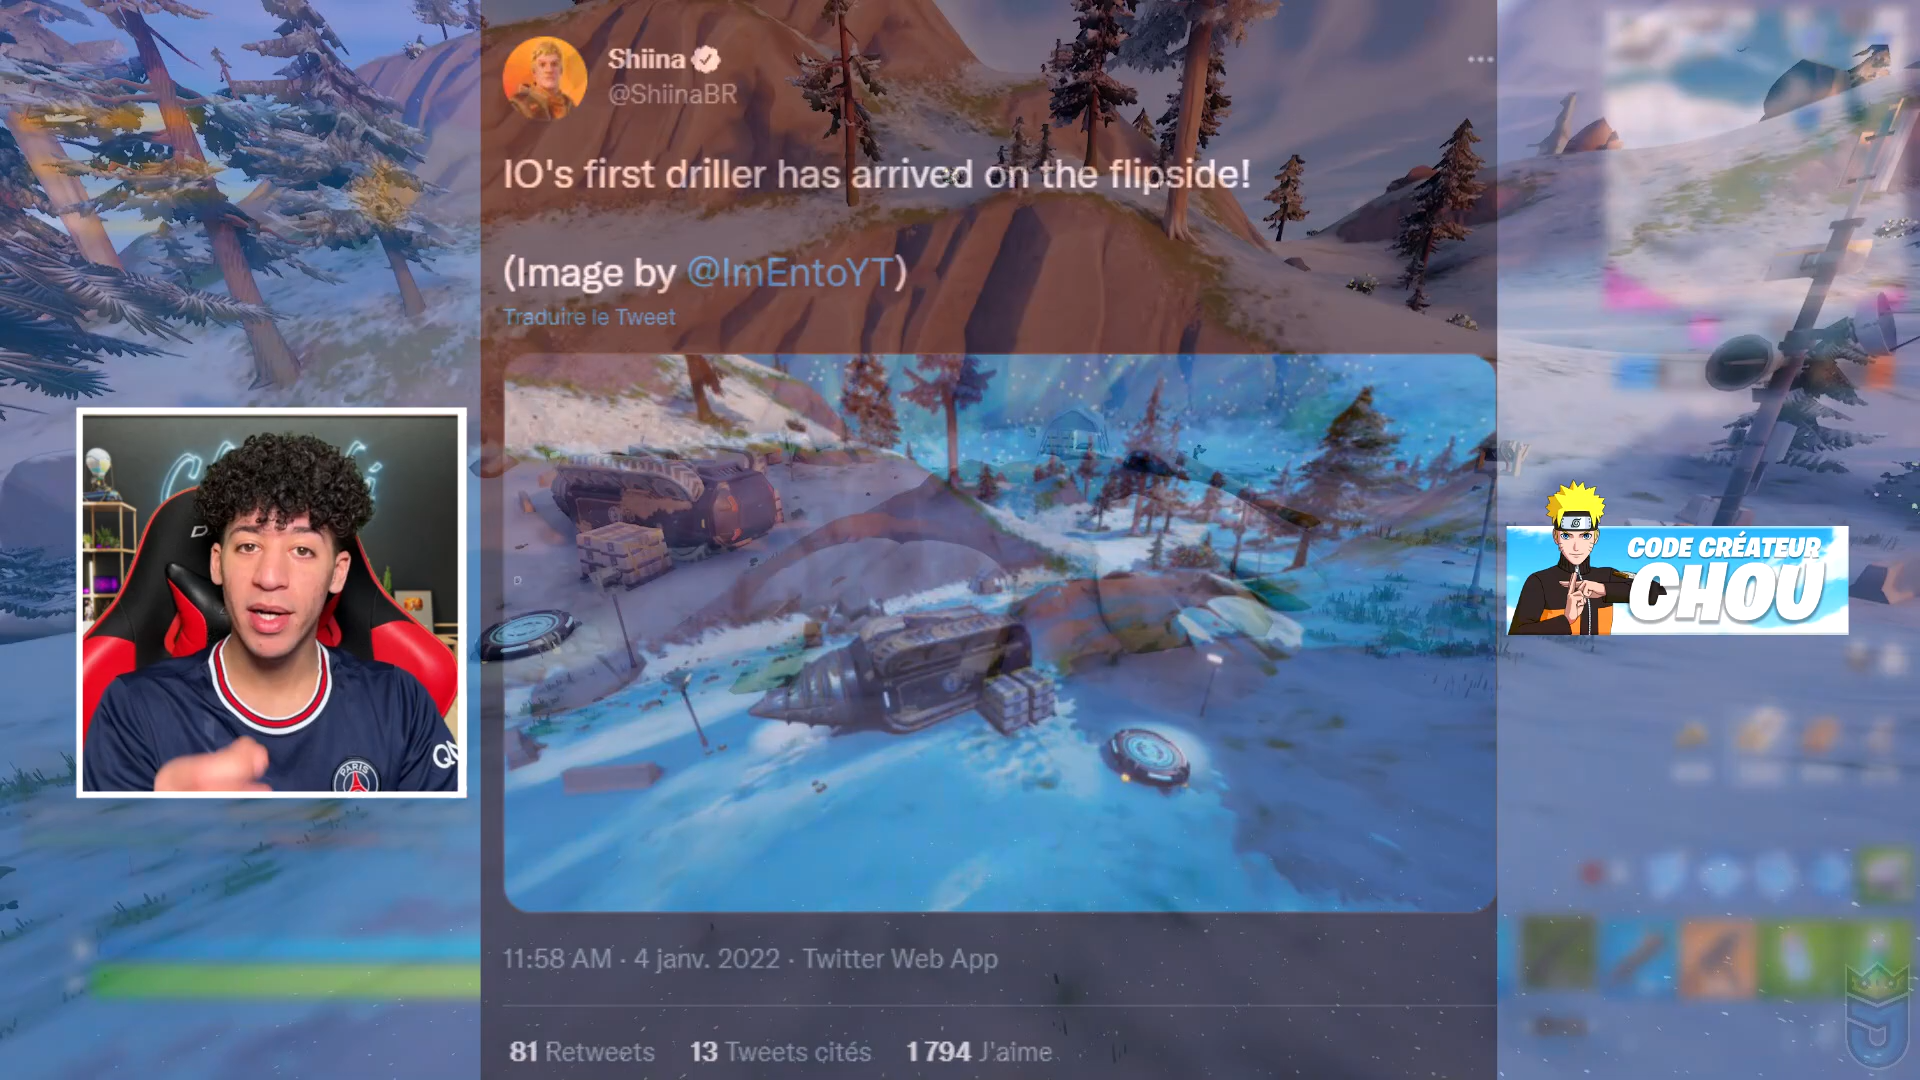 Shiina
@ShiinaBR
IO's first driller has arrived on the flipside!
(Image by @ImEntoYT)
Traduire le Tweet
CODE CRÉATEUR
CHOU
PARIS
11:58 AM · 4 janv. 2022 · Twitter Web App
81 Retweets 13 Tweets cités 1 794 J'aime